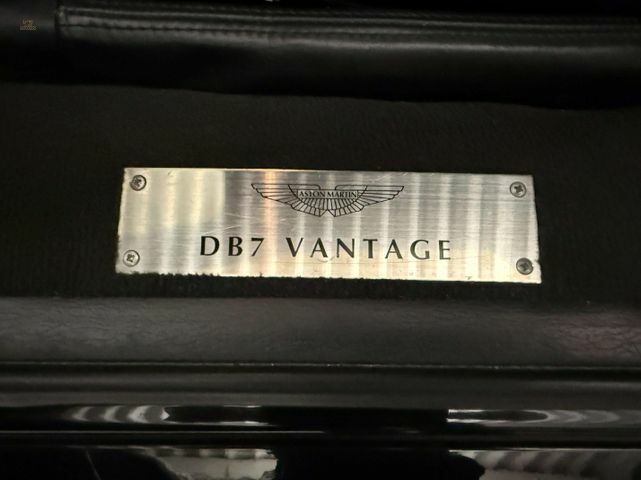 ASTON MARTIN
DB7 VANTAGE